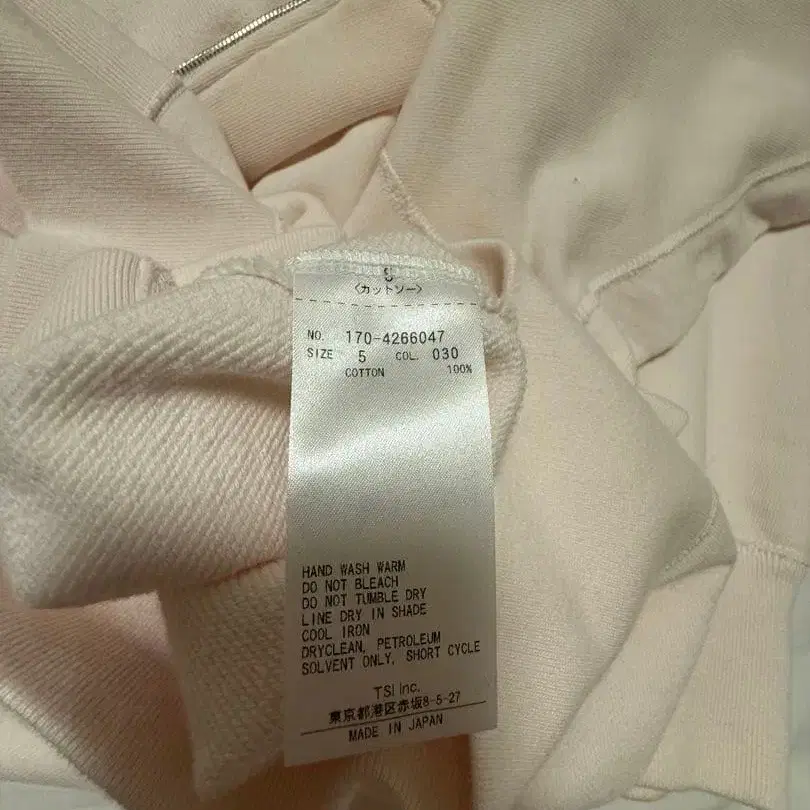 〈カットソー〉
NO. 170-4266047
SIZE 5 COL. 030
COTTON 100%
HAND WASH WARM
DO NOT BLEACH
DO NOT TUMBLE DRY
LINE DRY IN SHADE
COOL IRON
DRYCLEAN, PETROLEUM
SOLVENT ONLY, SHORT CYCLE
TSI Inc.
東京都港区赤坂8-5-27
MADE IN JAPAN